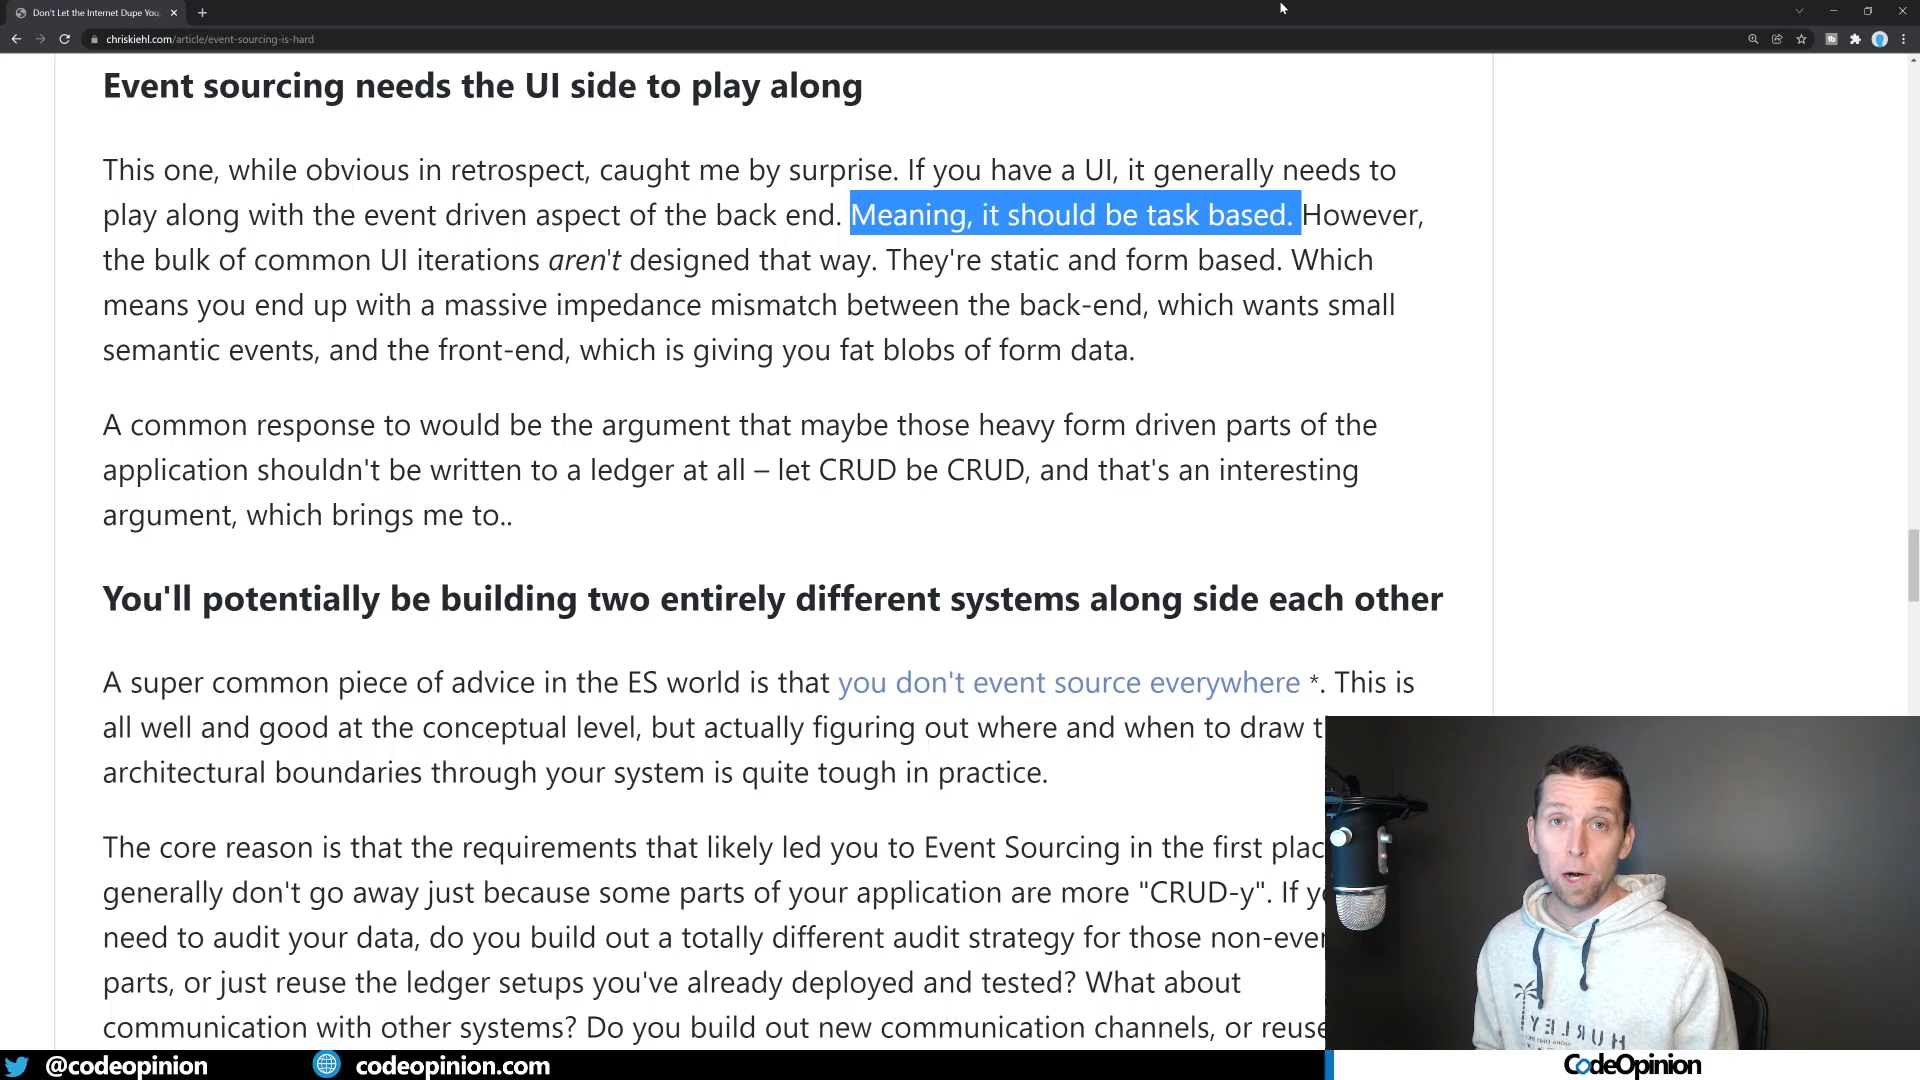 Don't Let the Internet Dupe You,
chriskiehl.com/article/event-sourcing-is-hard
Event sourcing needs the UI side to play along
This one, while obvious in retrospect, caught me by surprise. If you have a UI, it generally needs to
play along with the event driven aspect of the back end. Meaning, it should be task based. However,
the bulk of common UI iterations aren't designed that way. They're static and form based. Which
means you end up with a massive impedance mismatch between the back-end, which wants small
semantic events, and the front-end, which is giving you fat blobs of form data.
A common response to would be the argument that maybe those heavy form driven parts of the
application shouldn't be written to a ledger at all – let CRUD be CRUD, and that's an interesting
argument, which brings me to..
You'll potentially be building two entirely different systems along side each other
A super common piece of advice in the ES world is that you don't event source everywhere *. This is
all well and good at the conceptual level, but actually figuring out where and when to draw t
architectural boundaries through your system is quite tough in practice.
The core reason is that the requirements that likely led you to Event Sourcing in the first plac
generally don't go away just because some parts of your application are more "CRUD-y". If yo
need to audit your data, do you build out a totally different audit strategy for those non-ever
parts, or just reuse the ledger setups you've already deployed and tested? What about
communication with other systems? Do you build out new communication channels, or reuse
HURLEY
@codeopinion
codeopinion.com
CodeOpinion